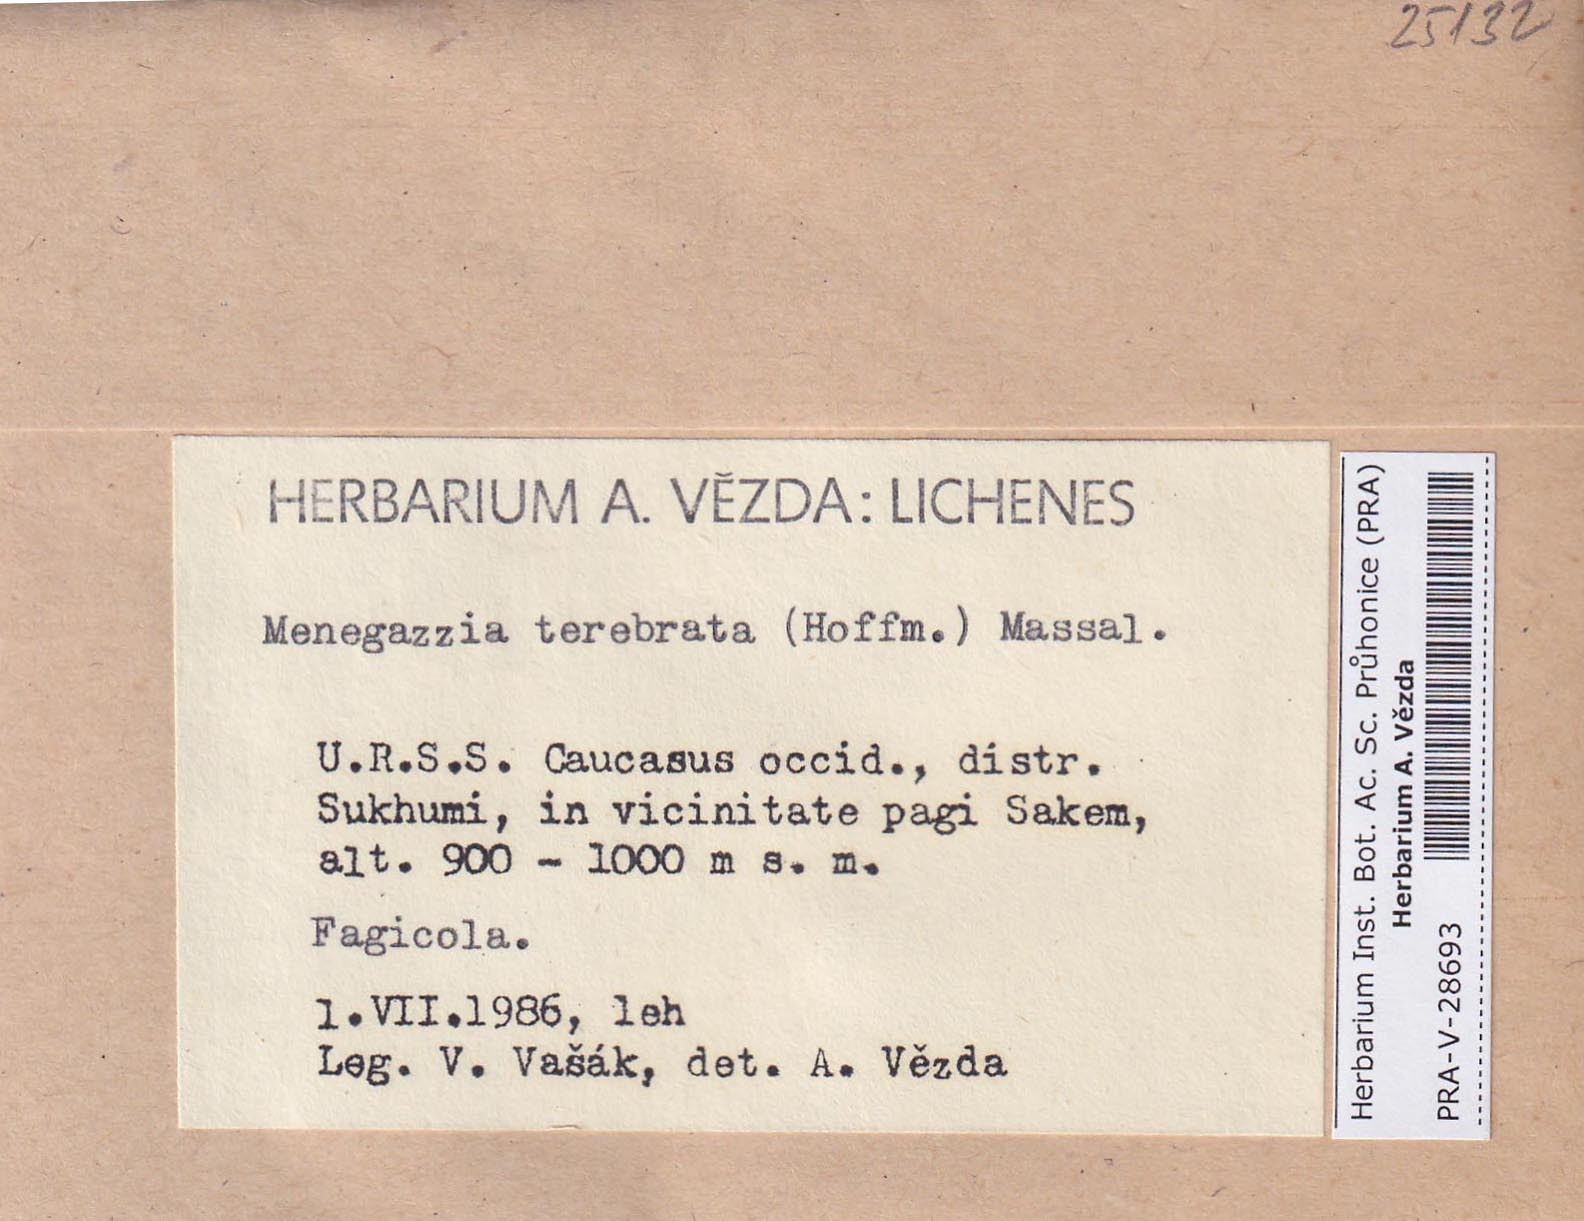 25132
HERBARIUM A. VĚZDA: LICHENES
Menegazzia terebrata (Hoffm.) Massal.
U.R.S.S. Caucasus occid., distr.
Sukhumi, in vicinitate pagi Sakem,
alt. 900 - 1000 m s. m.
Fagicola.
1.VII.1986, leh
Leg. V. Vašák, det. A. Vězda
Herbarium Inst. Bot. Ac. Sc. Průhonice (PRA)
Herbarium A. Vězda
PRA-V-28693